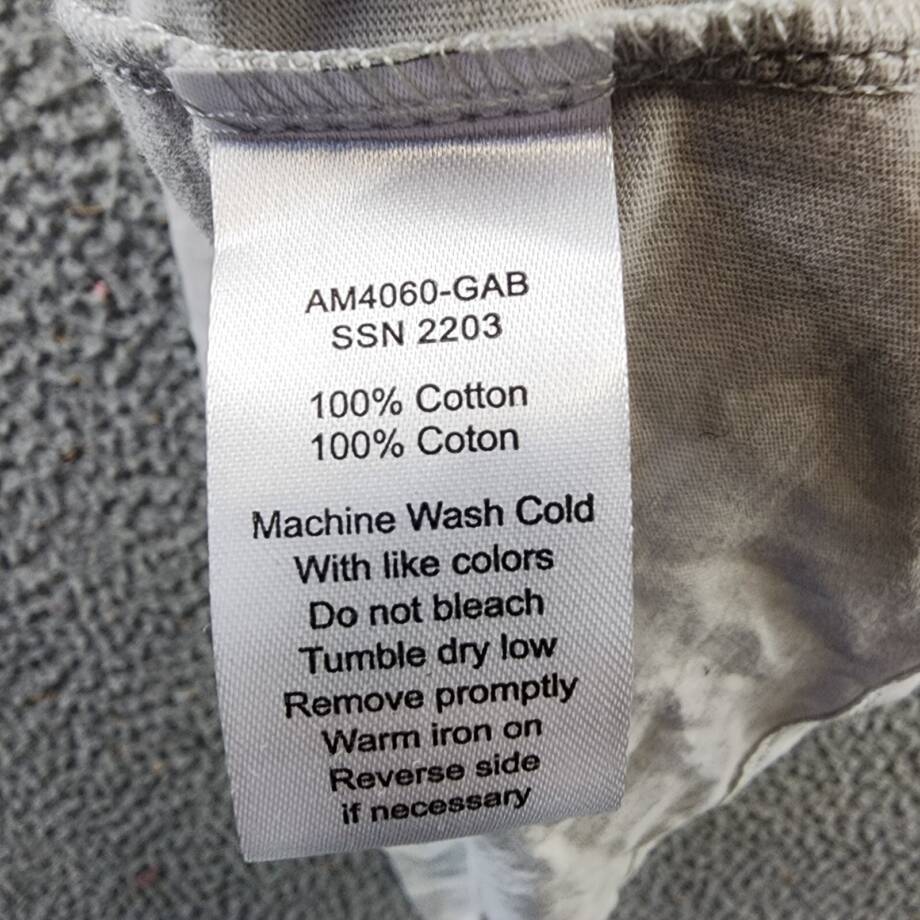 AM4060-GAB
SSN 2203
100% Cotton
100% Coton
Machine Wash Cold
With like colors
Do not bleach
Tumble dry low
Remove promptly
Warm iron on
Reverse side
if necessary